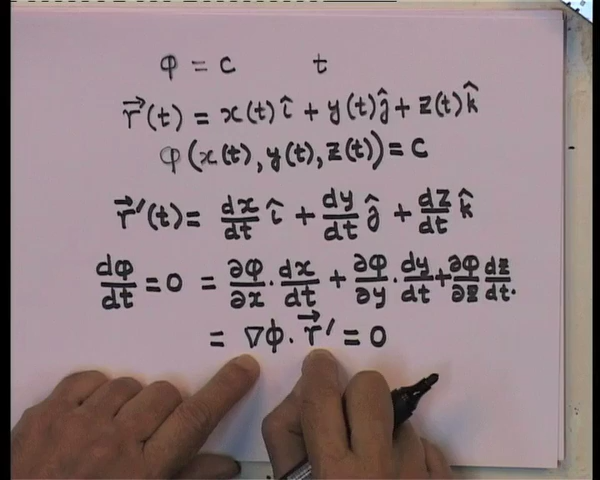 φ = c t
r⃗(t) = x(t)î + y(t)ĵ + z(t)k̂
φ(x(t), y(t), z(t)) = c
r⃗′(t) = dx/dt î + dy/dt ĵ + dz/dt k̂
dφ/dt = 0 = ∂φ/∂x · dx/dt + ∂φ/∂y · dy/dt + ∂φ/∂z dz/dt.
= ∇φ · r⃗′ = 0